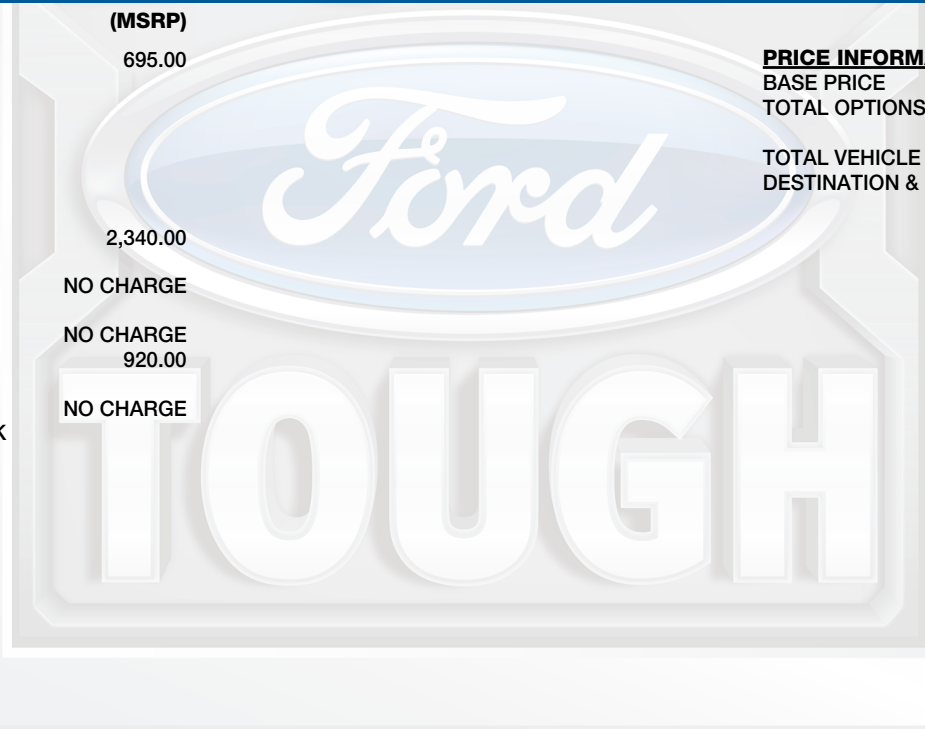 (MSRP)
695.00
2,340.00
NO CHARGE
NO CHARGE
920.00
NO CHARGE
K
PRICE INFORMA
BASE PRICE
TOTAL OPTIONS
TOTAL VEHICLE
DESTINATION &
Ford
TOUGH